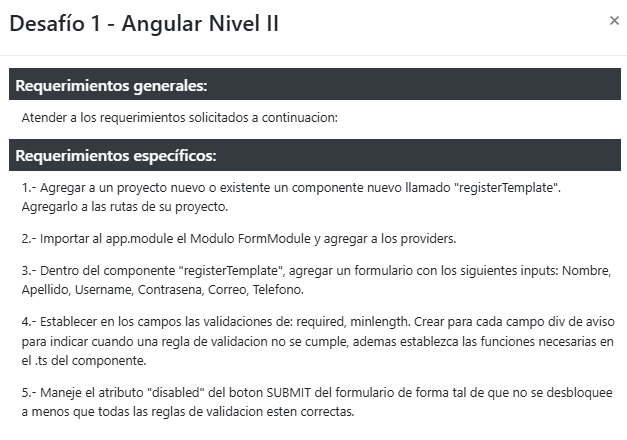 Desafío 1 - Angular Nivel II
×
Requerimientos generales:
Atender a los requerimientos solicitados a continuacion:
Requerimientos específicos:
1.- Agregar a un proyecto nuevo o existente un componente nuevo llamado "registerTemplate".
Agregarlo a las rutas de su proyecto.
2.- Importar al app.module el Modulo FormModule y agregar a los providers.
3.- Dentro del componente "registerTemplate", agregar un formulario con los siguientes inputs: Nombre,
Apellido, Username, Contrasena, Correo, Telefono.
4.- Establecer en los campos las validaciones de: required, minlength. Crear para cada campo div de aviso
para indicar cuando una regla de validacion no se cumple, ademas establezca las funciones necesarias en
el .ts del componente.
5.- Maneje el atributo "disabled" del boton SUBMIT del formulario de forma tal de que no se desbloquee
a menos que todas las reglas de validacion esten correctas.